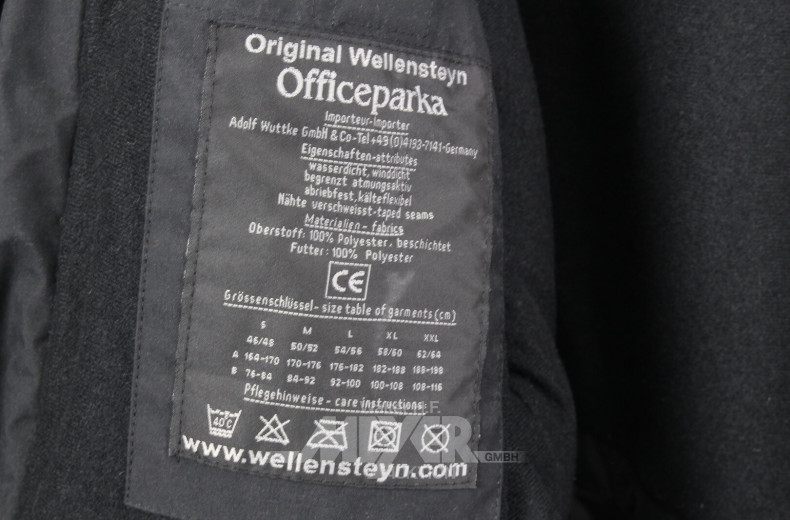 Original Wellensteyn
Officeparka
Importeur-Importer
Adolf Wuttke GmbH & Co-Tel+49(0)4193-7141-Germany
Eigenschaften-attributes
wasserdicht, winddicht
begrenzt atmungsaktiv
abriebfest, kälteflexibel
Nähte verschweisst-taped seams
Materialien - fabrics
Oberstoff: 100% Polyester, beschichtet
Futter: 100% Polyester
CE
Grössenschlüssel- size table of garments(cm)
S M L XL XXL
46/48 50/52 54/56 58/60 62/64
A 164-170 170-176 176-182 182-188 188-198
B 76-84 84-92 92-100 100-108 108-116
Pflegehinweise - care instructions
40°C
www.wellensteyn.com
GMBH